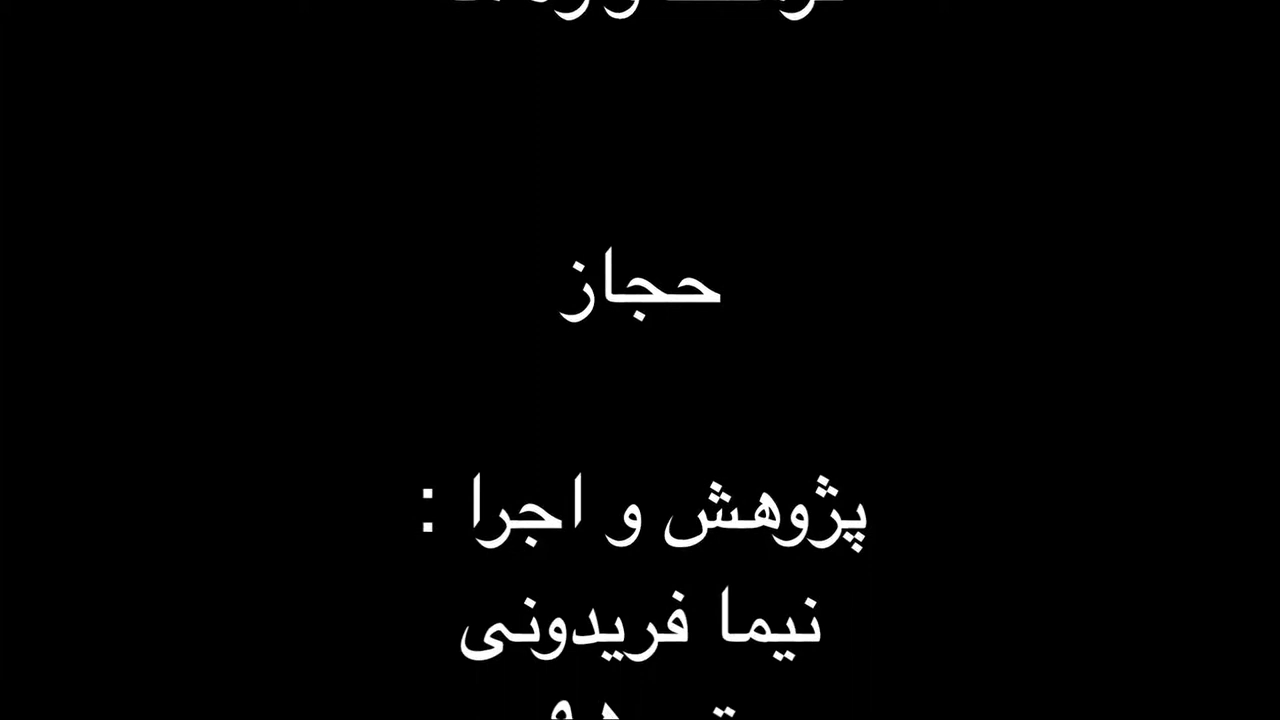 حجاز
پژوهش و اجرا :
نیما فریدونی